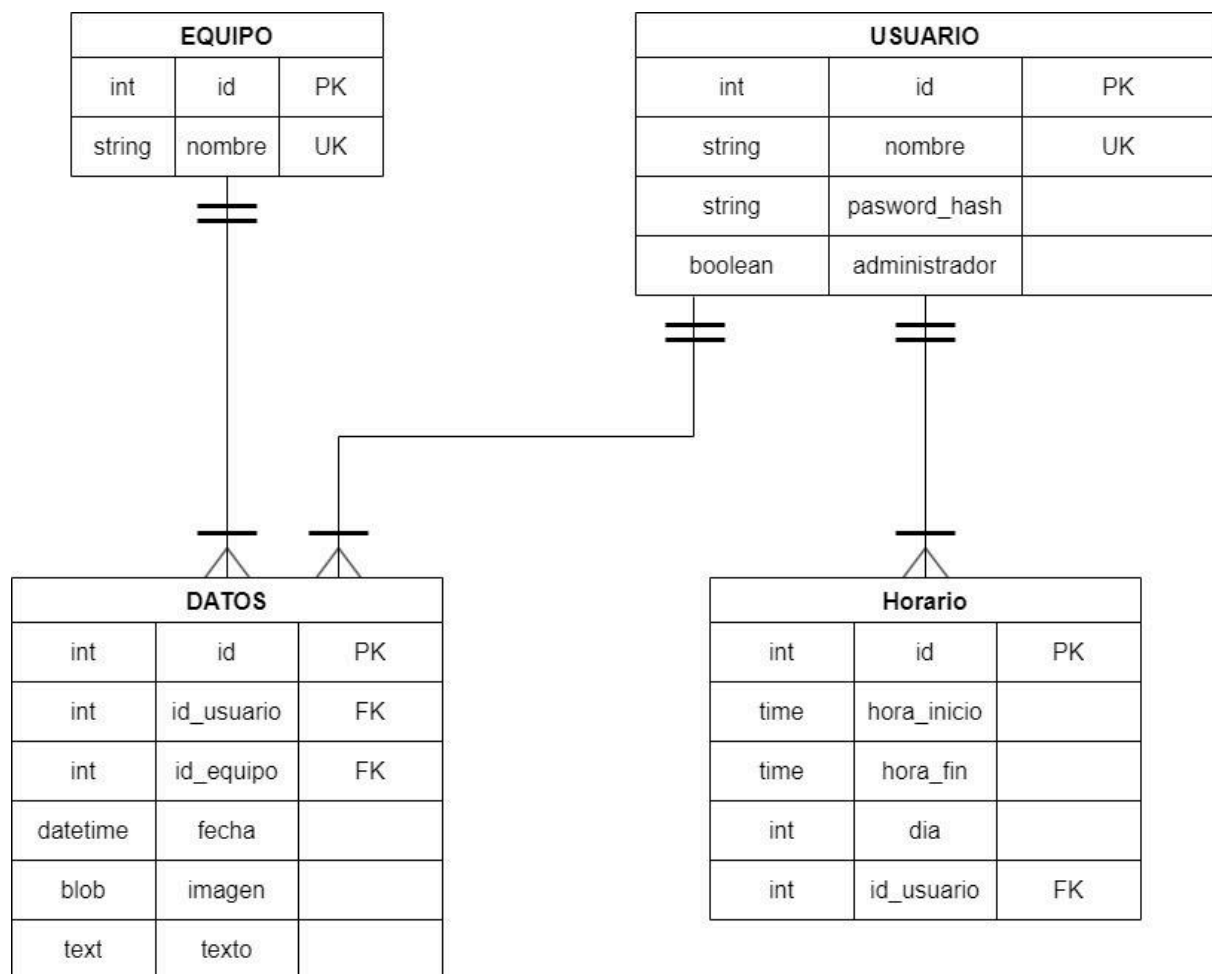 EQUIPO
int id PK
string nombre UK
USUARIO
int id PK
string nombre UK
string pasword_hash
boolean administrador
DATOS
int id PK
int id_usuario FK
int id_equipo FK
datetime fecha
blob imagen
text texto
Horario
int id PK
time hora_inicio
time hora_fin
int dia
int id_usuario FK